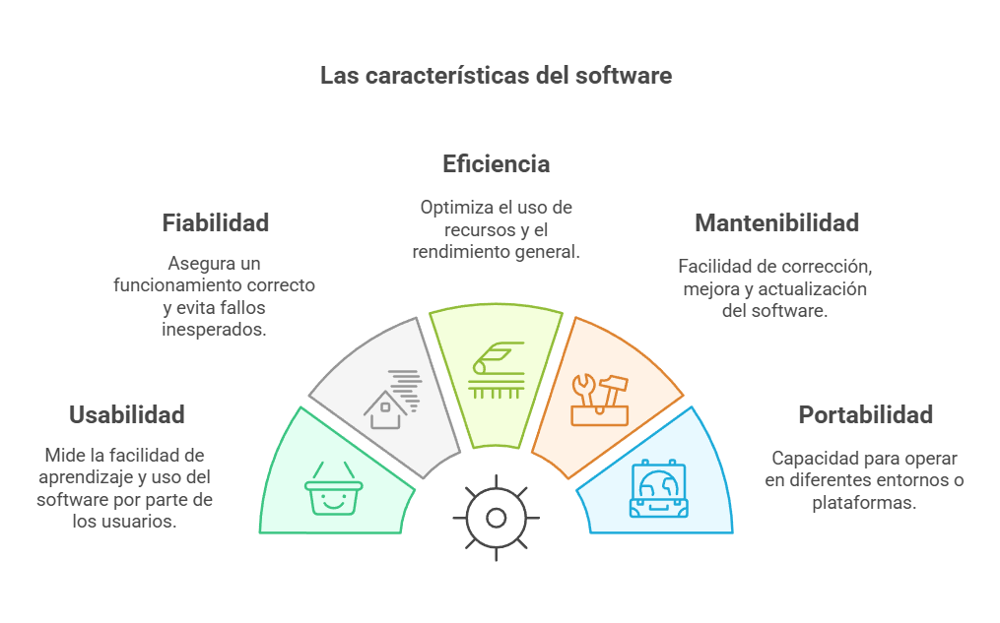 Las características del software
Eficiencia
Optimiza el uso de
recursos y el
rendimiento general.
Fiabilidad
Asegura un
funcionamiento correcto
y evita fallos
inesperados.
Mantenibilidad
Facilidad de corrección,
mejora y actualización
del software.
Usabilidad
Mide la facilidad de
aprendizaje y uso del
software por parte de
los usuarios.
Portabilidad
Capacidad para operar
en diferentes entornos o
plataformas.